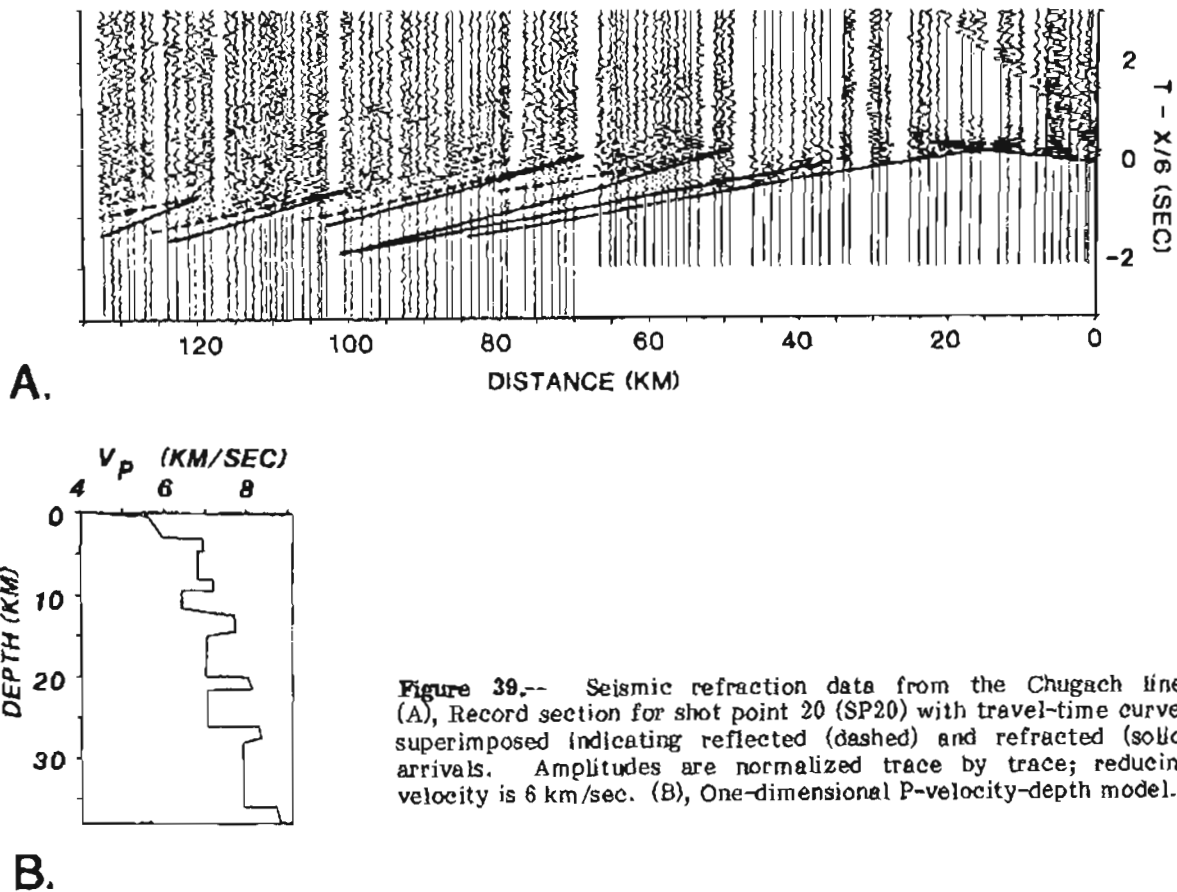 2
0
-2
T - X/6 (SEC)
120 100 80 60 40 20 0
DISTANCE (KM)
A.
Vp (KM/SEC)
4 6 8
0
10
20
30
DEPTH (KM)
B.
Figure 39.-- Seismic refraction data from the Chugach line
(A), Record section for shot point 20 (SP20) with travel-time curve
superimposed indicating reflected (dashed) and refracted (solid
arrivals. Amplitudes are normalized trace by trace; reducin
velocity is 6 km/sec. (B), One-dimensional P-velocity-depth model.